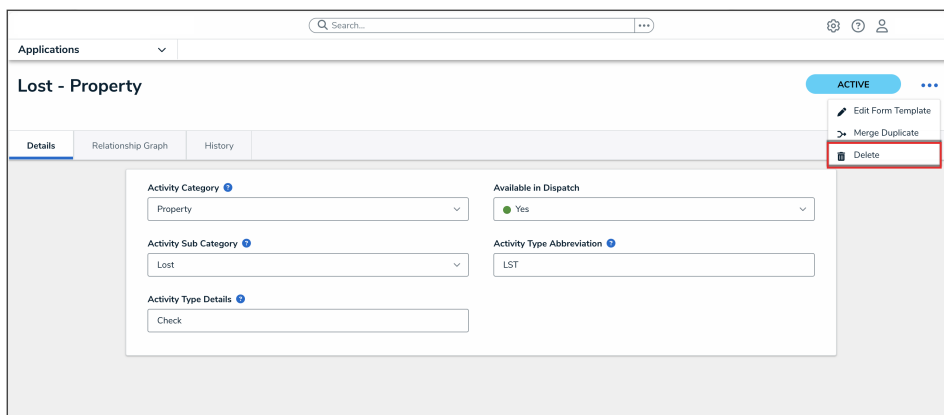 Search...
Applications
Lost - Property
ACTIVE
Edit Form Template
Merge Duplicate
Delete
Details Relationship Graph History
Activity Category Available in Dispatch
Property Yes
Activity Sub Category Activity Type Abbreviation
Lost LST
Activity Type Details
Check